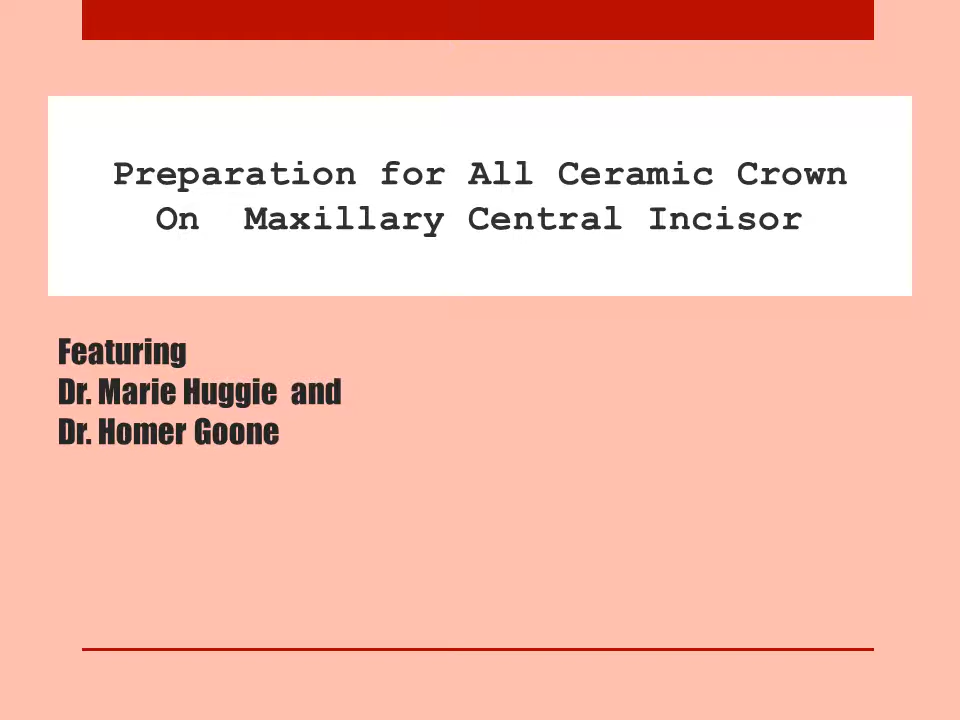 Preparation for All Ceramic Crown
On  Maxillary Central Incisor
Featuring
Dr. Marie Huggie  and
Dr. Homer Goone